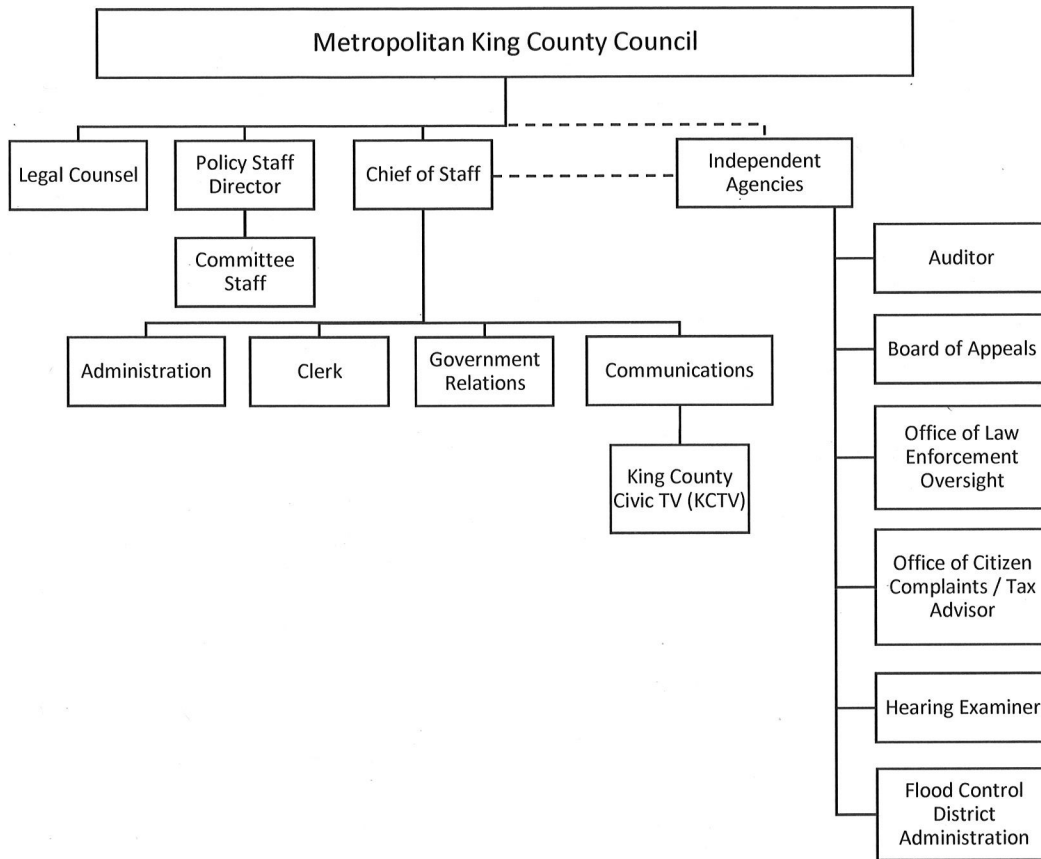 Metropolitan King County Council
Legal Counsel
Policy Staff
Director
Chief of Staff
Independent
Agencies
Committee
Staff
Administration
Clerk
Government
Relations
Communications
King County
Civic TV (KCTV)
Auditor
Board of Appeals
Office of Law
Enforcement
Oversight
Office of Citizen
Complaints / Tax
Advisor
Hearing Examiner
Flood Control
District
Administration